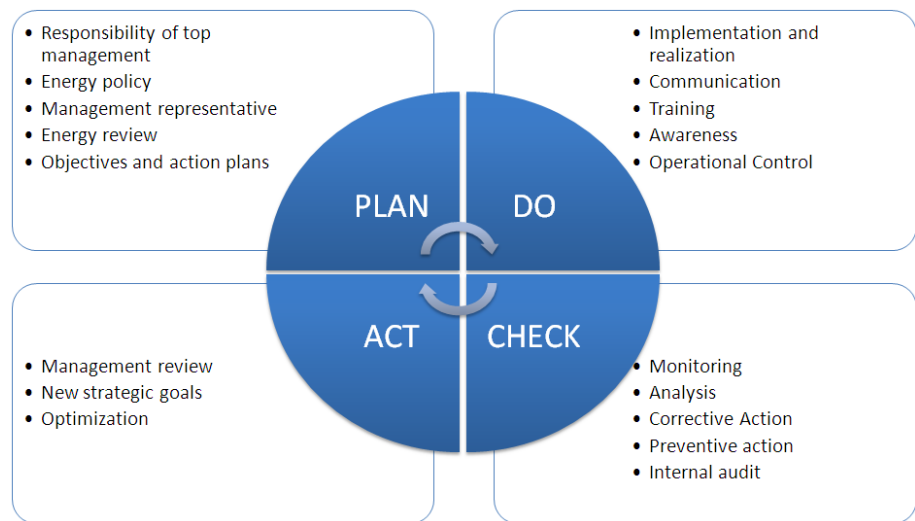 • Responsibility of top
management
• Energy policy
• Management representative
• Energy review
• Objectives and action plans
• Implementation and
realization
• Communication
• Training
• Awareness
• Operational Control
PLAN
DO
ACT
CHECK
• Management review
• New strategic goals
• Optimization
• Monitoring
• Analysis
• Corrective Action
• Preventive action
• Internal audit